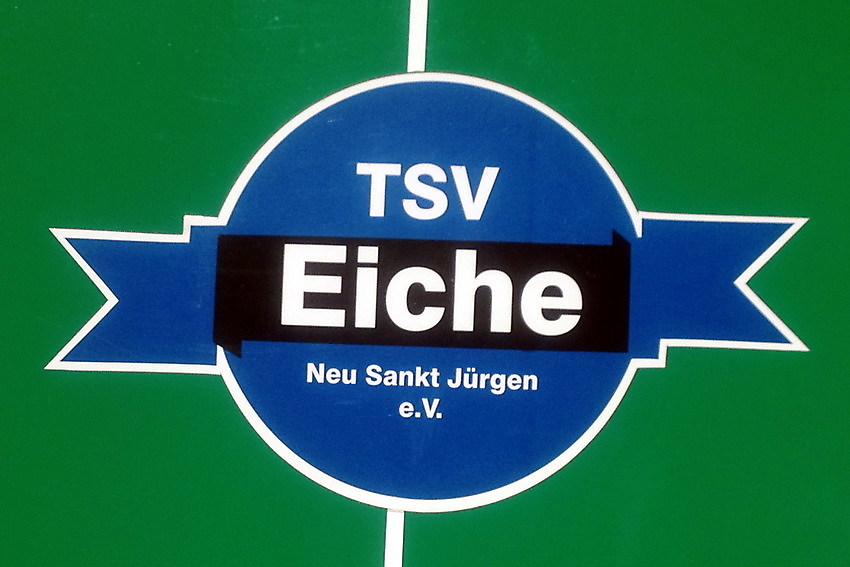 TSV
Eiche
Neu Sankt Jürgen
e.V.